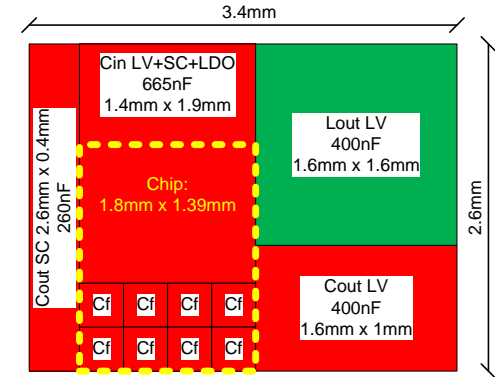 3.4mm
Cin LV+SC+LDO
665nF
1.4mm x 1.9mm
Lout LV
400nF
1.6mm x 1.6mm
Cout SC 2.6mm x 0.4mm
260nF
Chip:
1.8mm x 1.39mm
2.6mm
Cout LV
400nF
1.6mm x 1mm
Cf Cf Cf Cf
Cf Cf Cf Cf